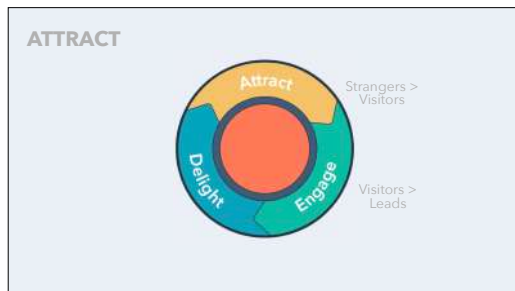 ATTRACT
Attract
Strangers >
Visitors
Delight
Engage
Visitors >
Leads